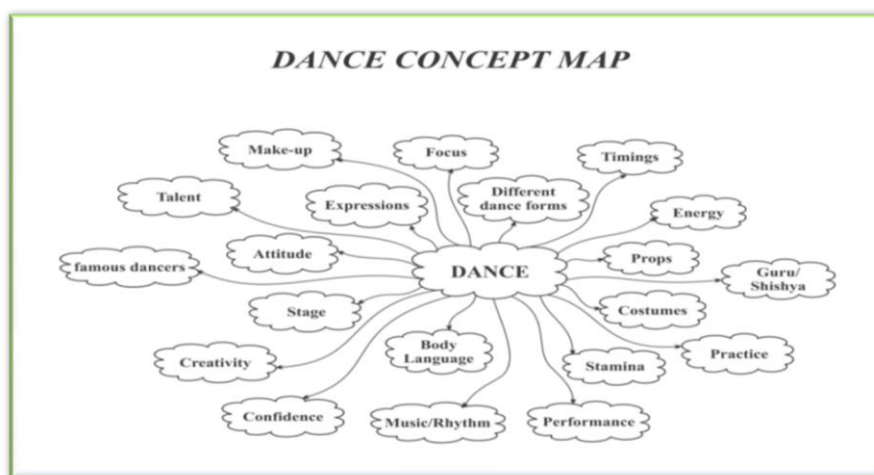 DANCE CONCEPT MAP
Make-up
Focus
Timings
Talent
Expressions
Different
dance forms
Energy
famous dancers
Attitude
DANCE
Props
Guru/
Shishya
Stage
Costumes
Creativity
Body
Language
Stamina
Practice
Confidence
Music/Rhythm
Performance